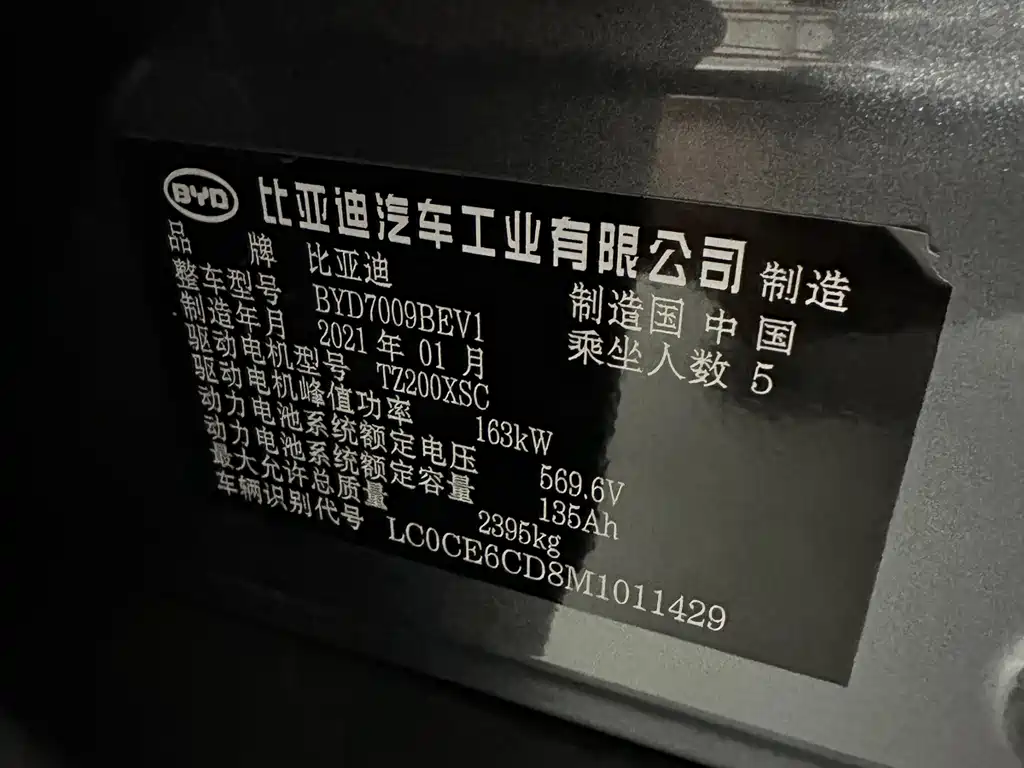 BYD 比亚迪汽车工业有限公司 制造
品牌 比亚迪 制造国 中国
整车型号 BYD7009BEV1 乘坐人数 5
制造年月 2021 年 01 月
驱动电机型号 TZ200XSC
驱动电机峰值功率 163kW
动力电池系统额定电压 569.6V
动力电池系统额定容量 135Ah
最大允许总质量 2395kg
车辆识别代号 LC0CE6CD8M1011429